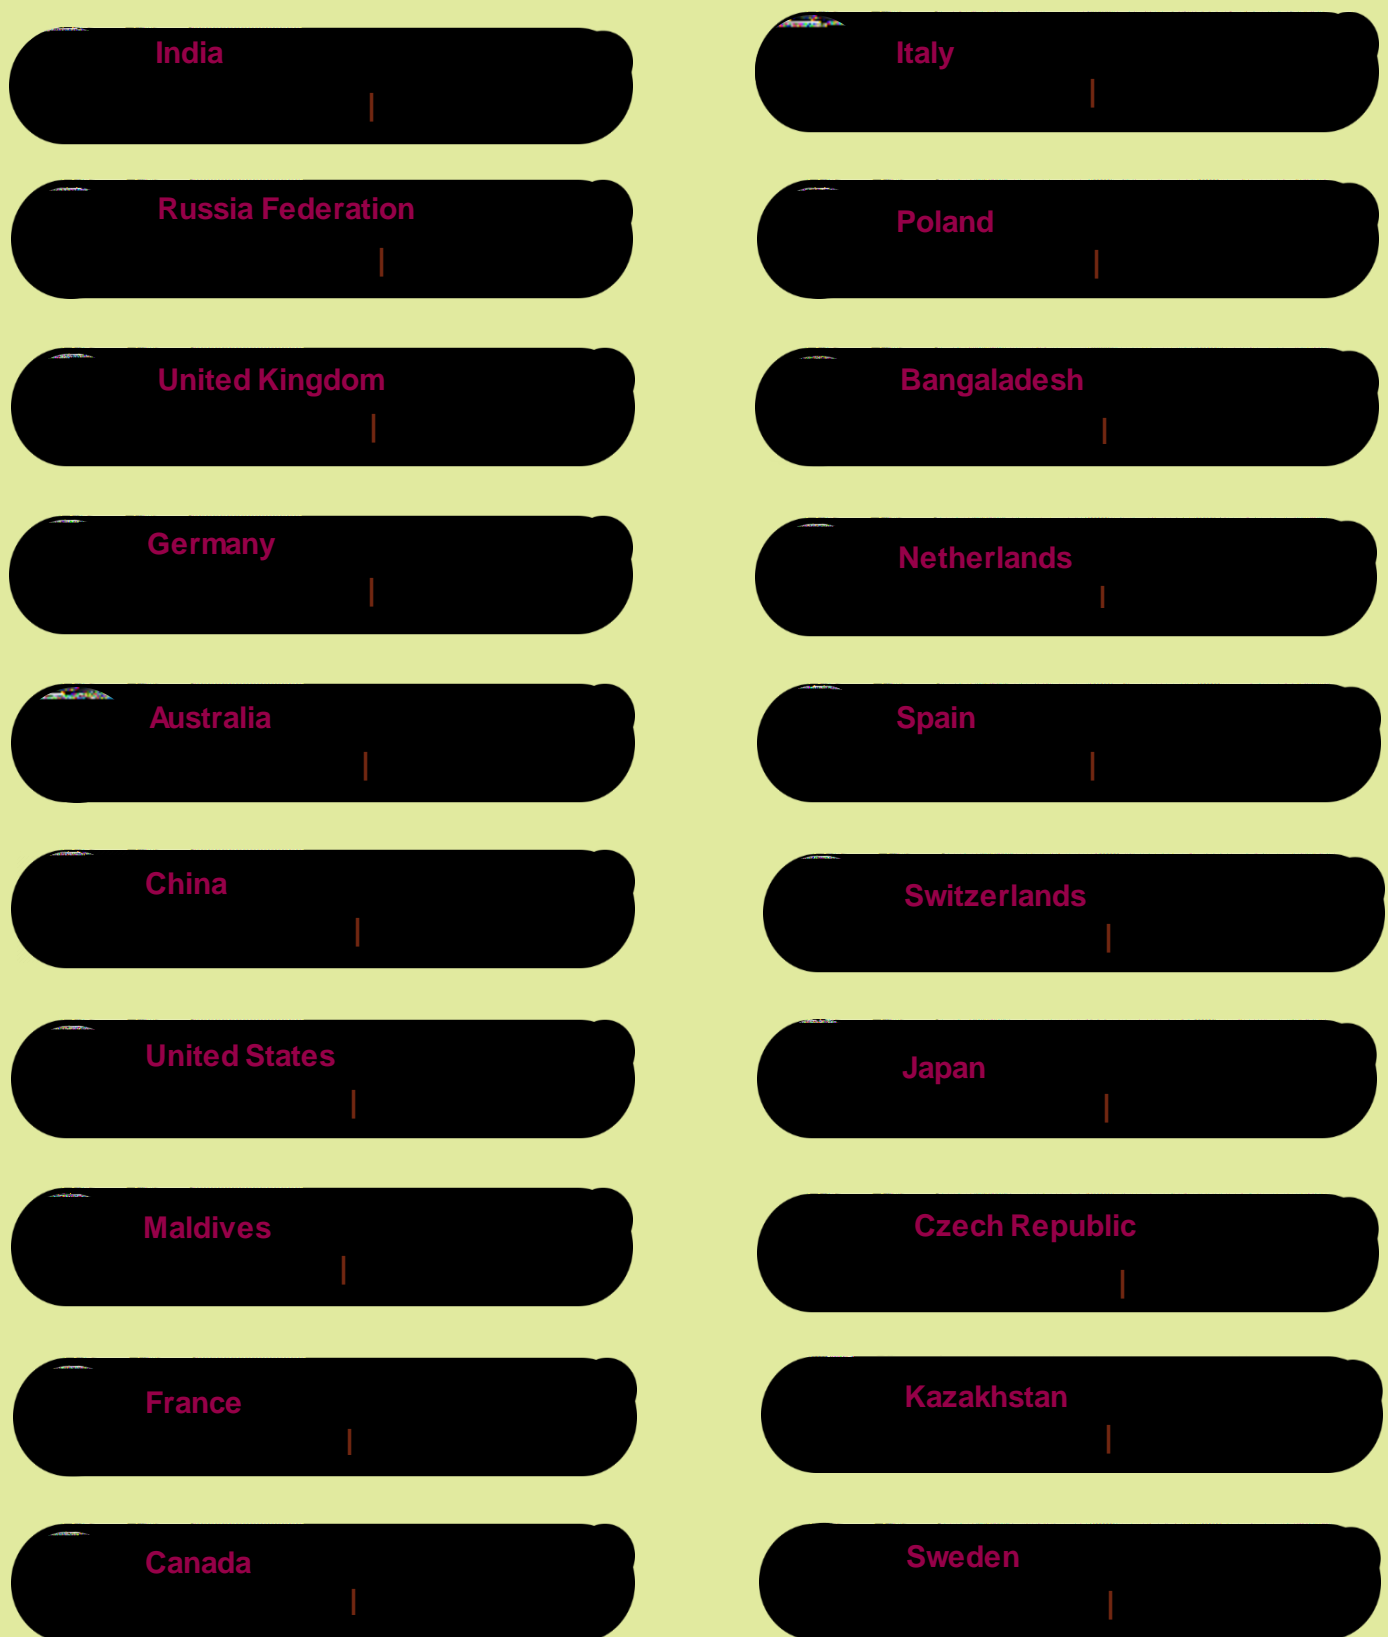 India
|
Russia Federation
|
United Kingdom
|
Germany
|
Australia
|
China
|
United States
|
Maldives
|
France
|
Canada
|
Italy
|
Poland
|
Bangaladesh
|
Netherlands
|
Spain
|
Switzerlands
|
Japan
|
Czech Republic
|
Kazakhstan
|
Sweden
|